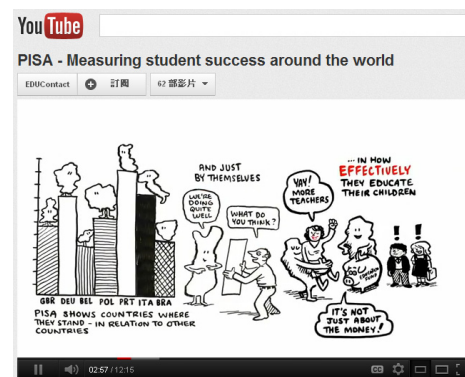 YouTube
PISA - Measuring student success around the world
EDUContact
訂閱
62 部影片
AND JUST
BY THEMSELVES
WE'RE
DOING
QUITE
WELL
WHAT DO
YOU THINK?
YAY!
MORE
TEACHERS
... IN HOW
EFFECTIVELY
THEY EDUCATE
THEIR CHILDREN
! !
IT'S NOT
JUST ABOUT
THE MONEY!
GBR DEU BEL POL PRT ITA BRA
PISA SHOWS COUNTRIES WHERE
THEY STAND - IN RELATION TO OTHER
COUNTRIES
02:57 / 12:16
CC